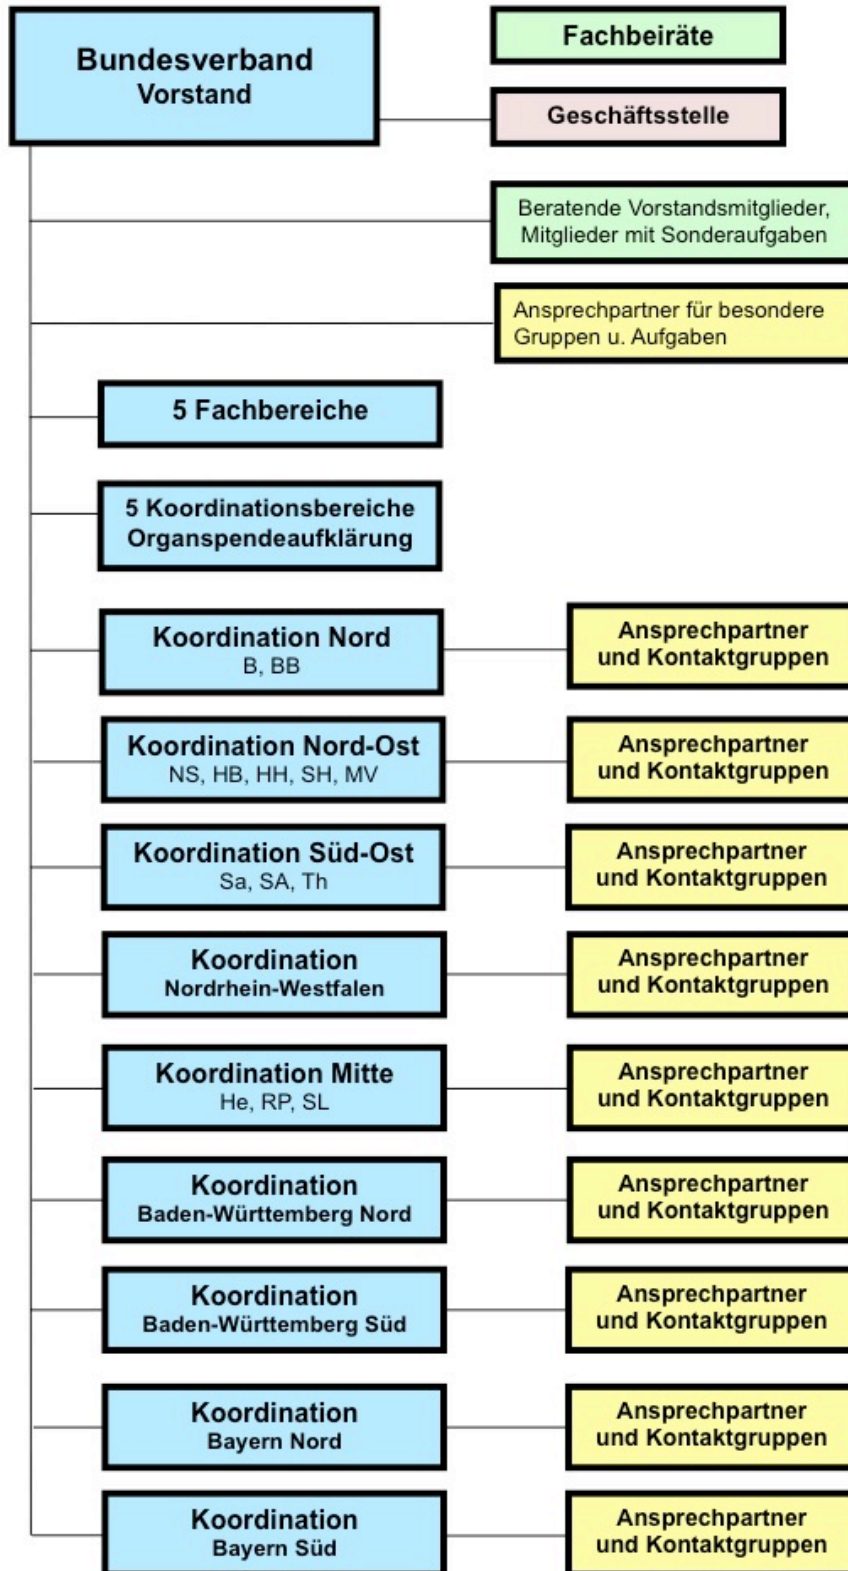 Bundesverband
Vorstand
Fachbeiräte
Geschäftsstelle
Beratende Vorstandsmitglieder,
Mitglieder mit Sonderaufgaben
Ansprechpartner für besondere
Gruppen u. Aufgaben
5 Fachbereiche
5 Koordinationsbereiche
Organspendeaufklärung
Koordination Nord
B, BB
Ansprechpartner
und Kontaktgruppen
Koordination Nord-Ost
NS, HB, HH, SH, MV
Ansprechpartner
und Kontaktgruppen
Koordination Süd-Ost
Sa, SA, Th
Ansprechpartner
und Kontaktgruppen
Koordination
Nordrhein-Westfalen
Ansprechpartner
und Kontaktgruppen
Koordination Mitte
He, RP, SL
Ansprechpartner
und Kontaktgruppen
Koordination
Baden-Württemberg Nord
Ansprechpartner
und Kontaktgruppen
Koordination
Baden-Württemberg Süd
Ansprechpartner
und Kontaktgruppen
Koordination
Bayern Nord
Ansprechpartner
und Kontaktgruppen
Koordination
Bayern Süd
Ansprechpartner
und Kontaktgruppen